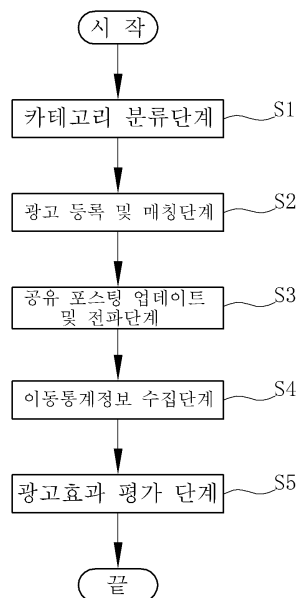 시 작
카테고리 분류단계
S1
광고 등록 및 매칭단계
S2
공유 포스팅 업데이트
및 전파단계
S3
이동통계정보 수집단계
S4
광고효과 평가 단계
S5
끝